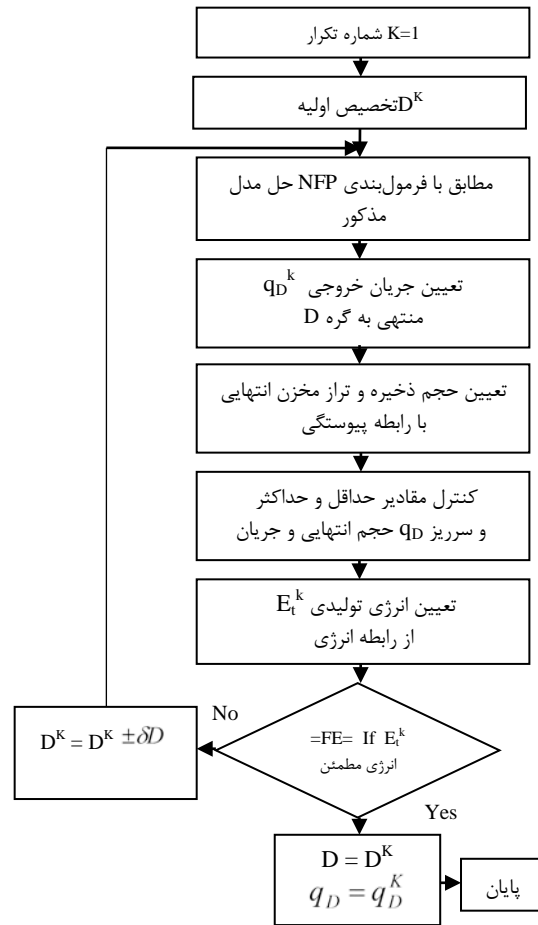 K=1 شماره تکرار
D^Kتخصیص اولیه
مطابق با فرمول‌بندی NFP حل مدل
مذکور
تعیین جریان خروجی q_D^k
منتهی به گره D
تعیین حجم ذخیره و تراز مخزن انتهایی
با رابطه پیوستگی
کنترل مقادیر حداقل و حداکثر
و سرریز q_D حجم انتهایی و جریان
تعیین انرژی تولیدی E_t^k
از رابطه انرژی
=FE= If E_t^k
انرژی مطمئن
No
D^K = D^K ±δD
Yes
D = D^K
q_D = q_D^K
پایان